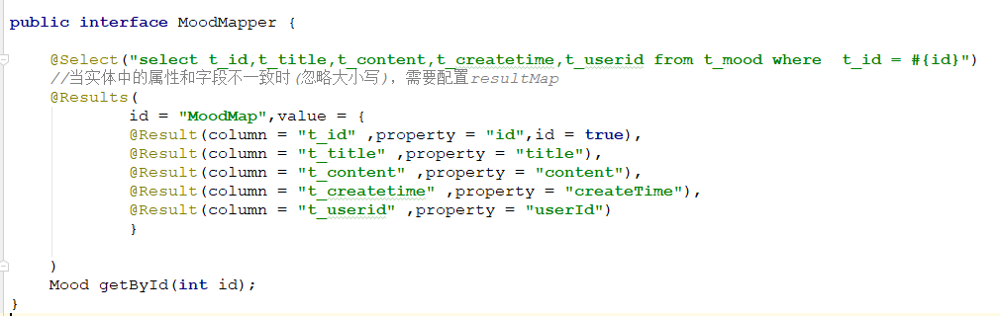 public interface MoodMapper {
@Select("select t_id,t_title,t_content,t_createtime,t_userid from t_mood where  t_id = #{id}")
//当实体中的属性和字段不一致时(忽略大小写)，需要配置resultMap
@Results(
id = "MoodMap",value = {
@Result(column = "t_id" ,property = "id",id = true),
@Result(column = "t_title" ,property = "title"),
@Result(column = "t_content" ,property = "content"),
@Result(column = "t_createtime" ,property = "createTime"),
@Result(column = "t_userid" ,property = "userId")
}
)
Mood getById(int id);
}